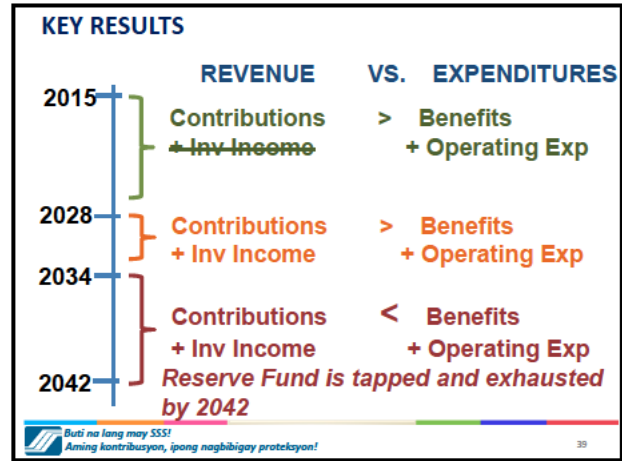 KEY RESULTS
REVENUE VS. EXPENDITURES
2015
Contributions > Benefits
+ Inv Income + Operating Exp
2028
Contributions > Benefits
+ Inv Income + Operating Exp
2034
Contributions < Benefits
+ Inv Income + Operating Exp
2042
Reserve Fund is tapped and exhausted
by 2042
Buti na lang may SSS!
Aming kontribusyon, ipong nagbibigay proteksyon!
39